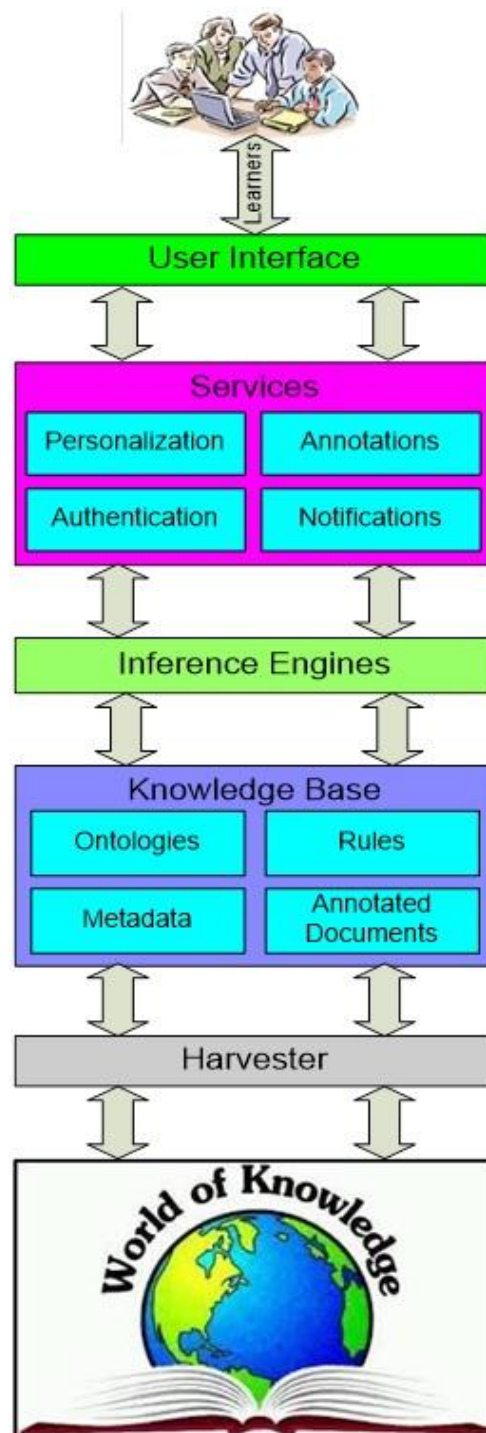 Learners
User Interface
Services
Personalization
Annotations
Authentication
Notifications
Inference Engines
Knowledge Base
Ontologies
Rules
Metadata
Annotated
Documents
Harvester
World of Knowledge